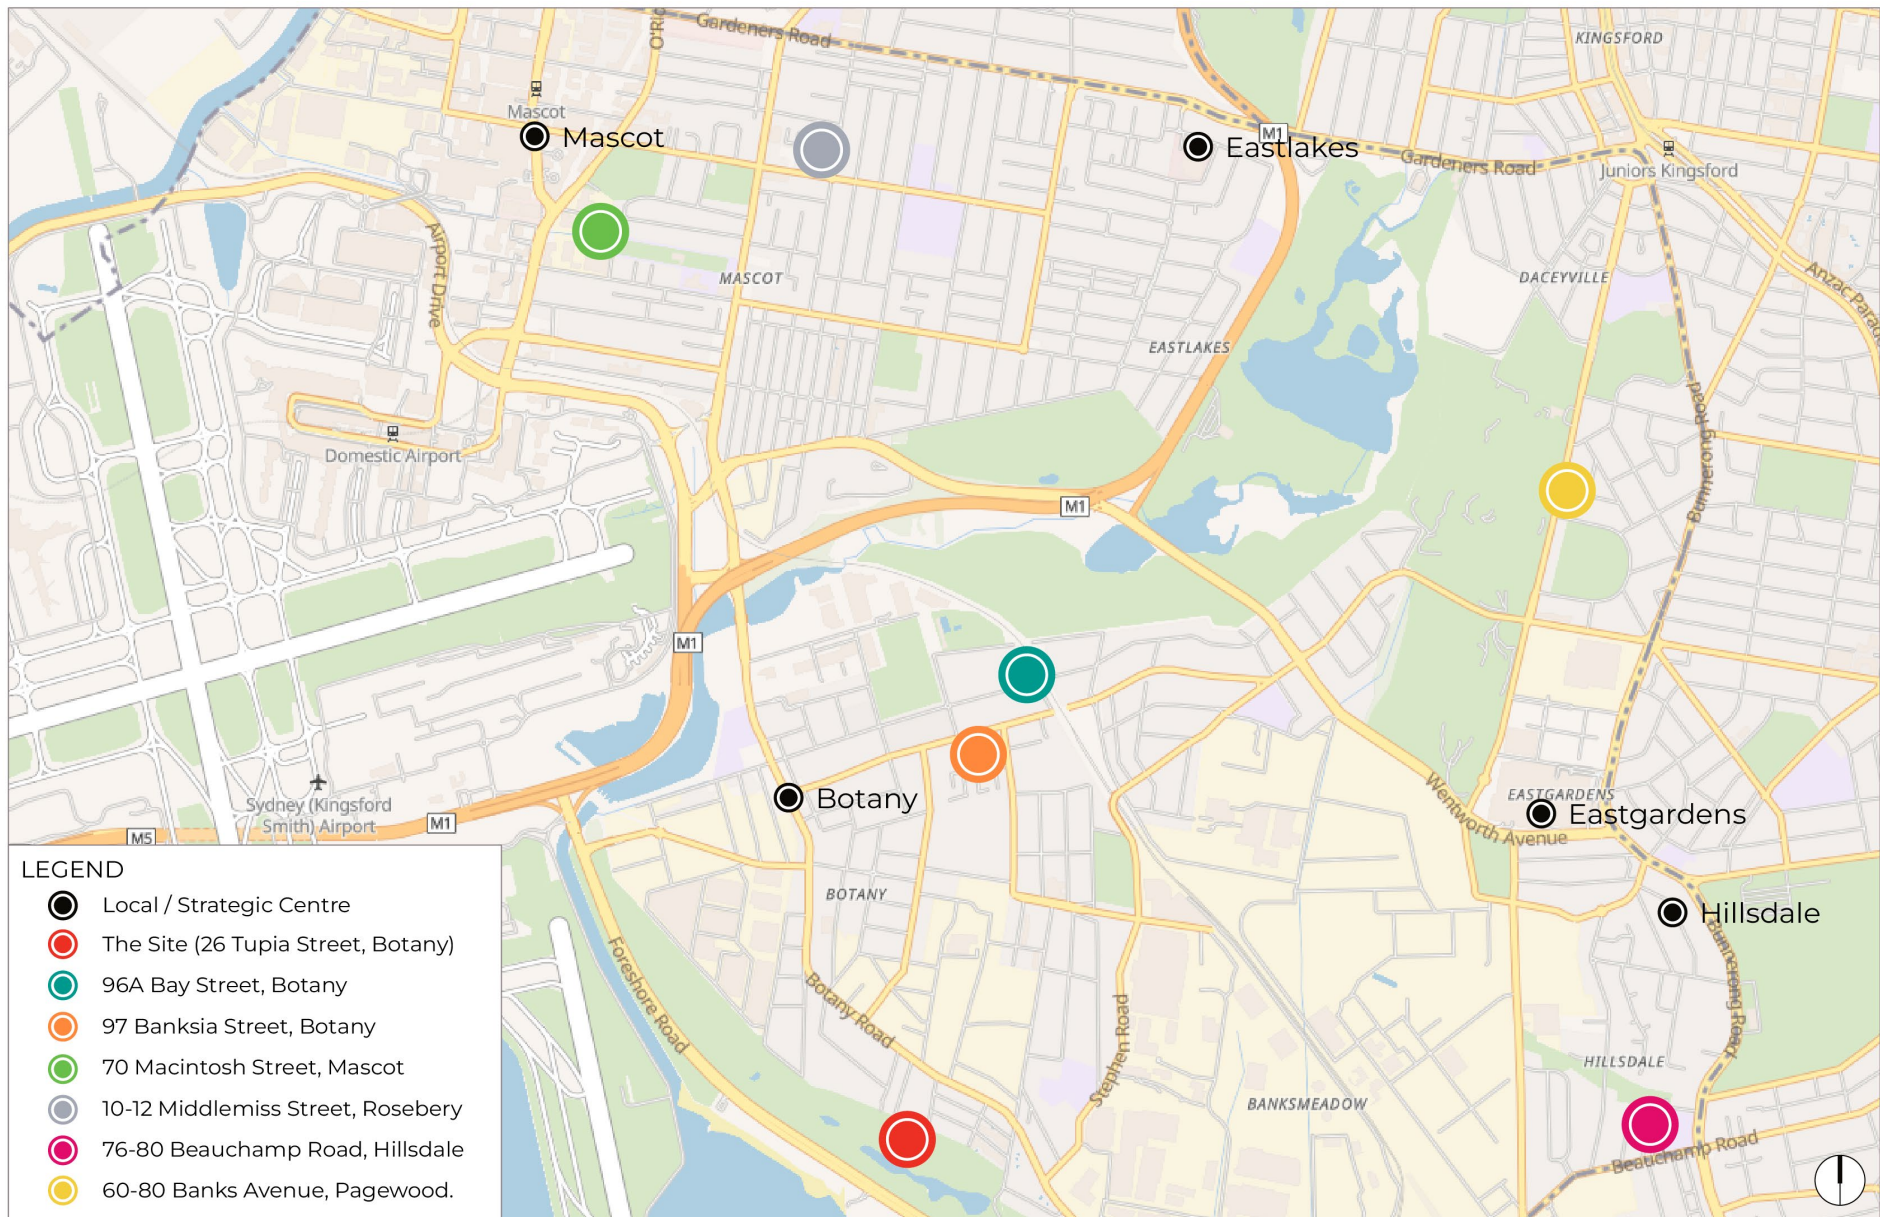 Gardeners Road
O'Rio
KINGSFORD
Mascot
Mascot
M1
Eastlakes
Gardeners Road
Juniors Kingsford
Airport Drive
MASCOT
DACEYVILLE
Anzac Parade
EASTLAKES
Bunnerong Road
Domestic Airport
M1
M1
Sydney (Kingsford
Smith) Airport
M5
M1
Botany
EASTGARDENS
Eastgardens
Wentworth Avenue
BOTANY
Hillsdale
Bunnerong Road
Foreshore Road
Botany Road
Stephen Road
BANKSMEADOW
HILLSDALE
Beauchamp Road
LEGEND
Local / Strategic Centre
The Site (26 Tupia Street, Botany)
96A Bay Street, Botany
97 Banksia Street, Botany
70 Macintosh Street, Mascot
10-12 Middlemiss Street, Rosebery
76-80 Beauchamp Road, Hillsdale
60-80 Banks Avenue, Pagewood.